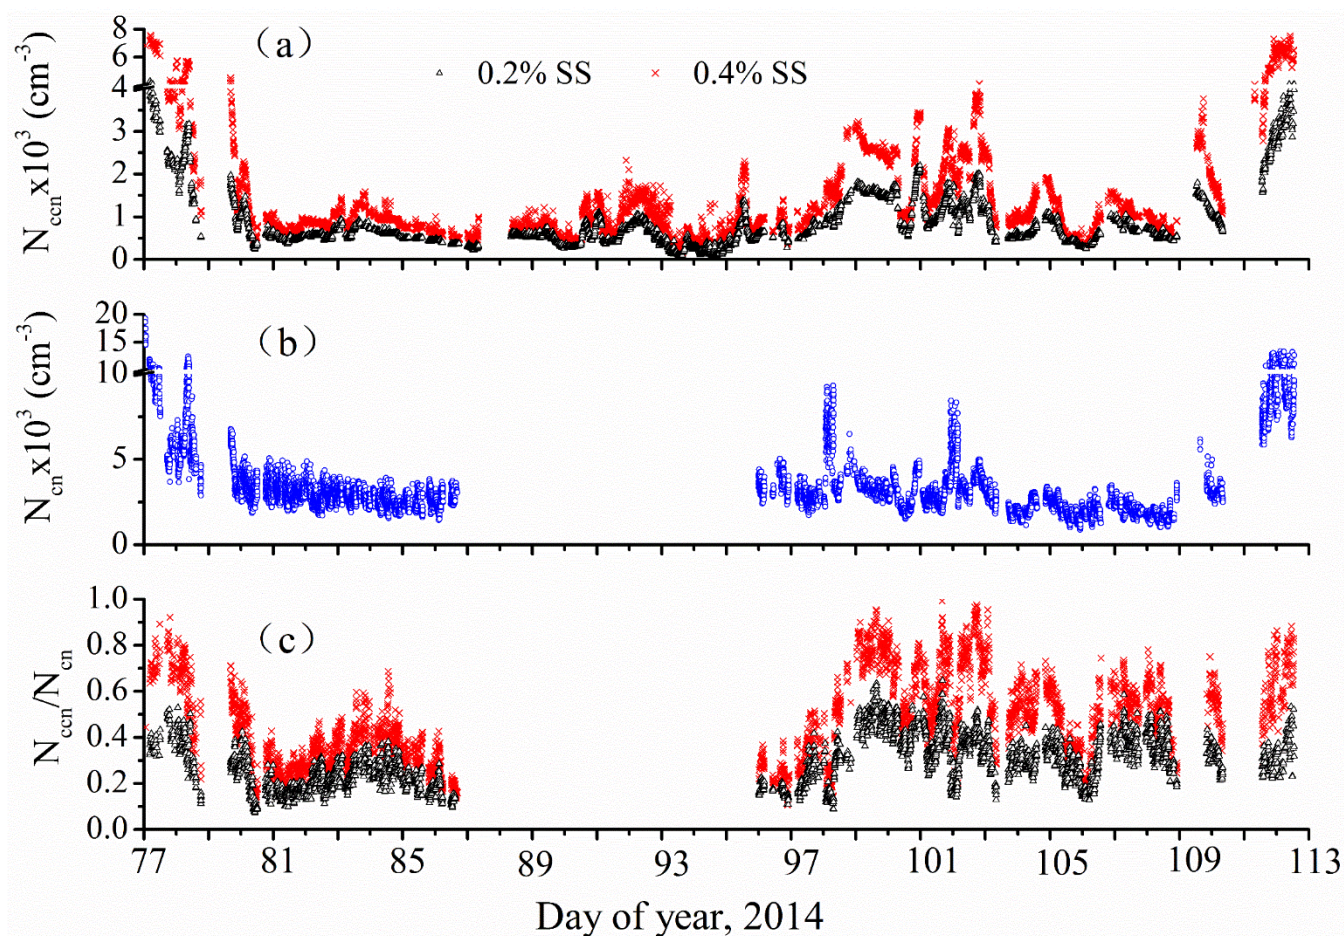 (a)
0.2% SS 0.4% SS
N_ccn x10^3 (cm^-3)
8
6
4
3
2
1
0
(b)
N_cn x10^3 (cm^-3)
20
15
10
5
0
(c)
N_ccn/N_cn
1.0
0.8
0.6
0.4
0.2
0.0
77 81 85 89 93 97 101 105 109 113
Day of year, 2014